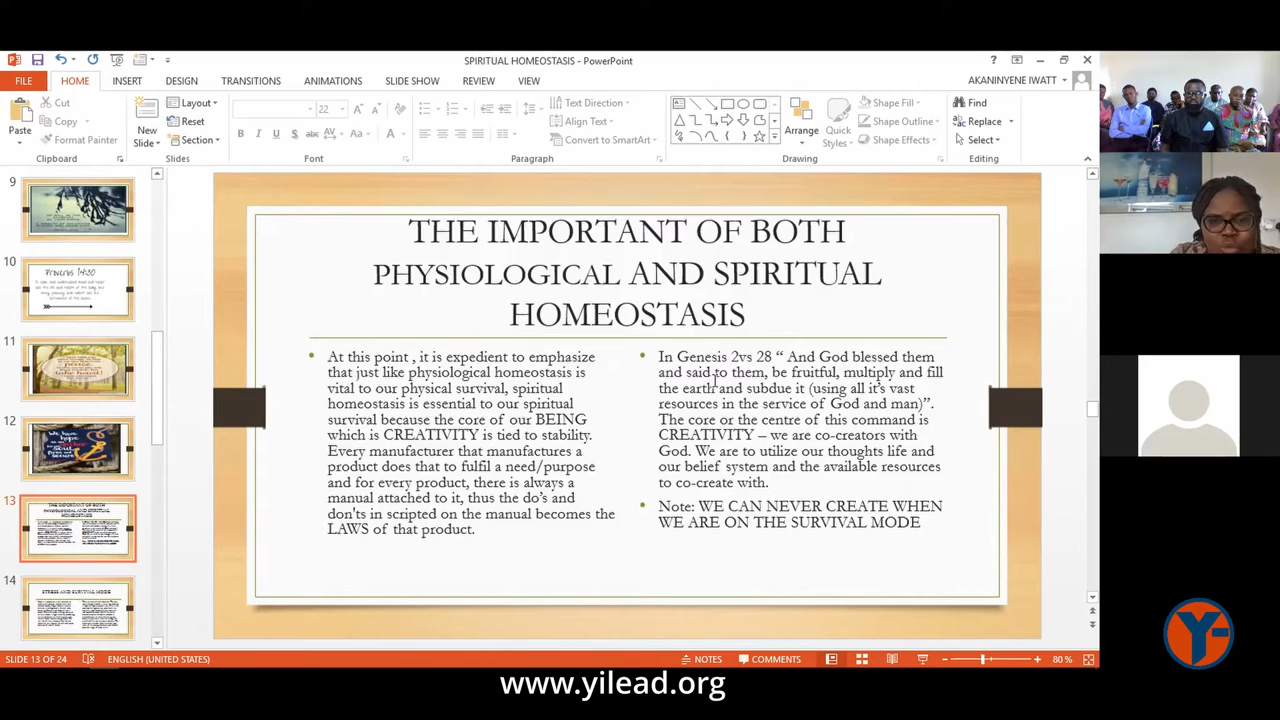 SPIRITUAL HOMEOSTASIS - PowerPoint
FILE HOME INSERT DESIGN TRANSITIONS ANIMATIONS SLIDE SHOW REVIEW VIEW
AKANINYENE IWATT
Paste
Cut
Copy
Format Painter
Clipboard
New
Slide
Layout
Reset
Section
Slides
22
Font
Text Direction
Align Text
Convert to SmartArt
Paragraph
Arrange
Quick
Styles
Shape Fill
Shape Outline
Shape Effects
Drawing
Find
Replace
Select
Editing
9
10
Proverbs 14:30
11
12
We have
hope
13
14
STRESS AND SURVIVAL MODE
THE IMPORTANT OF BOTH
PHYSIOLOGICAL AND SPIRITUAL
HOMEOSTASIS
• At this point , it is expedient to emphasize
that just like physiological homeostasis is
vital to our physical survival, spiritual
homeostasis is essential to our spiritual
survival because the core of our BEING
which is CREATIVITY is tied to stability.
Every manufacturer that manufactures a
product does that to fulfil a need/purpose
and for every product, there is always a
manual attached to it, thus the do's and
don'ts in scripted on the manual becomes the
LAWS of that product.
• In Genesis 2vs 28 “ And God blessed them
and said to them, be fruitful, multiply and fill
the earth and subdue it (using all it's vast
resources in the service of God and man)”.
The core or the centre of this command is
CREATIVITY – we are co-creators with
God. We are to utilize our thoughts life and
our belief system and the available resources
to co-create with.
• Note: WE CAN NEVER CREATE WHEN
WE ARE ON THE SURVIVAL MODE
SLIDE 13 OF 24 ENGLISH (UNITED STATES) NOTES COMMENTS 80 %
Y-
www.yilead.org